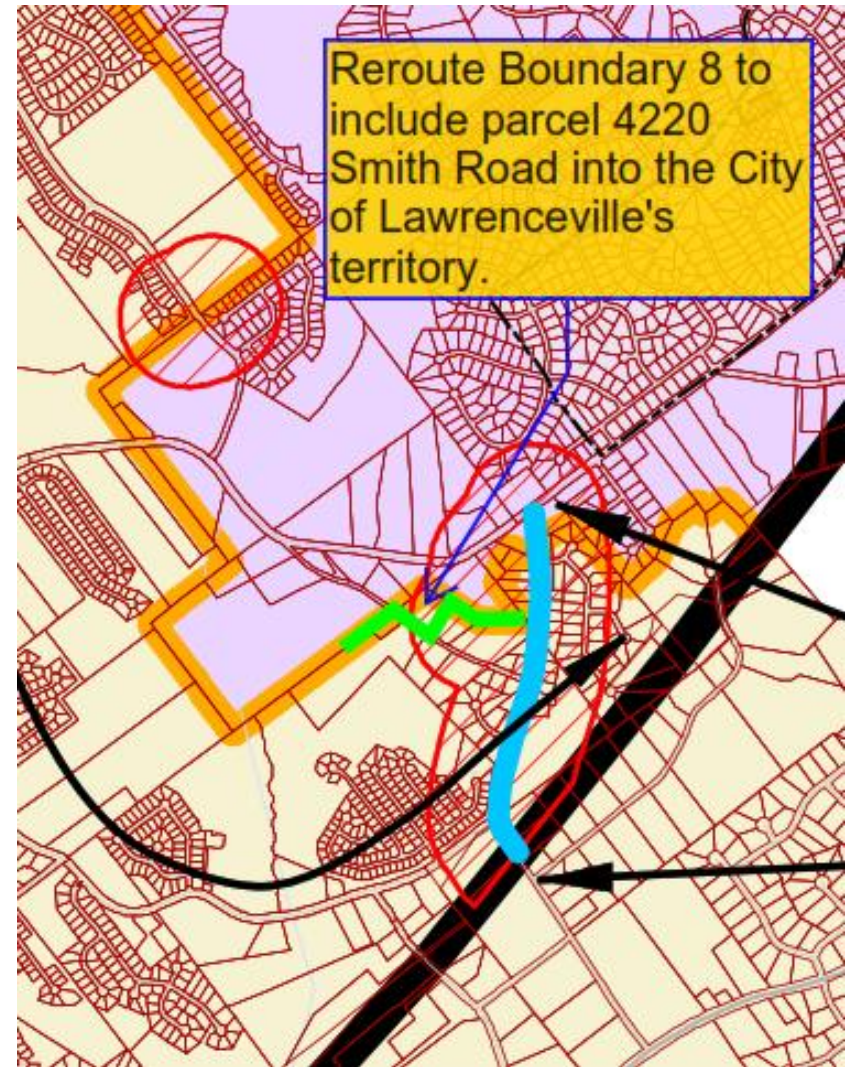 Reroute Boundary 8 to
include parcel 4220
Smith Road into the City
of Lawrenceville's
territory.